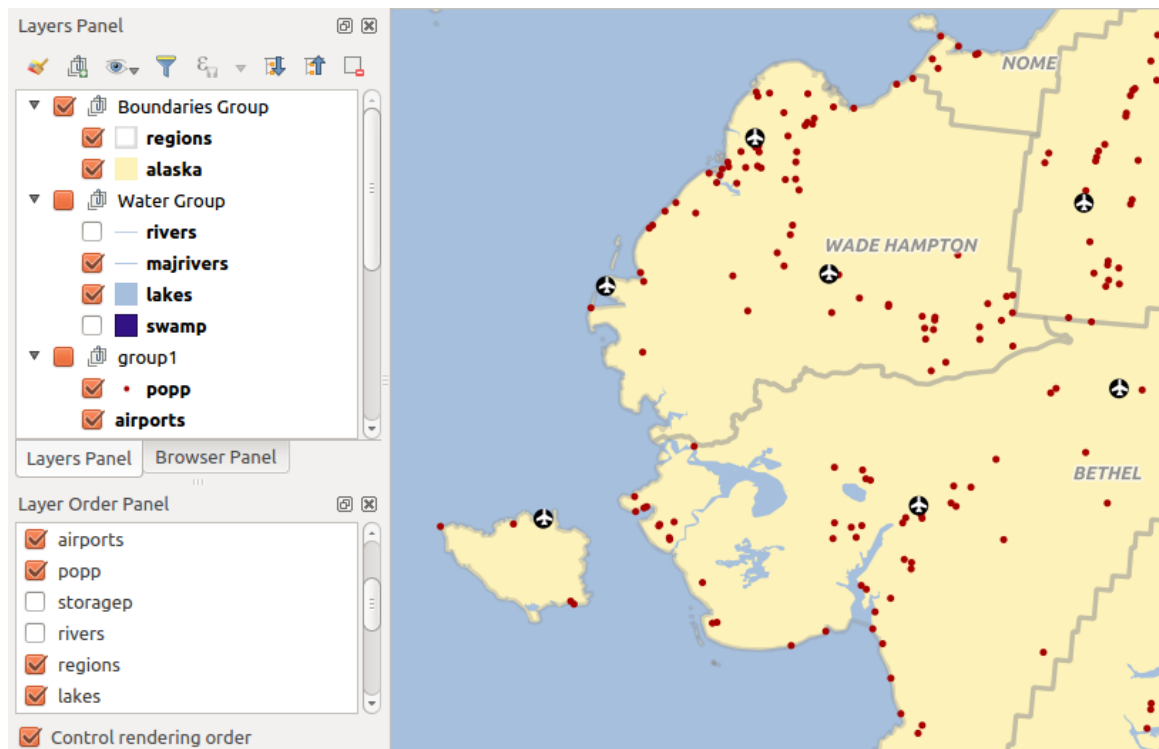 Layers Panel
Boundaries Group
regions
alaska
Water Group
rivers
majrivers
lakes
swamp
group1
popp
airports
Layers Panel
Browser Panel
Layer Order Panel
airports
popp
storagep
rivers
regions
lakes
Control rendering order
NOME
WADE HAMPTON
BETHEL